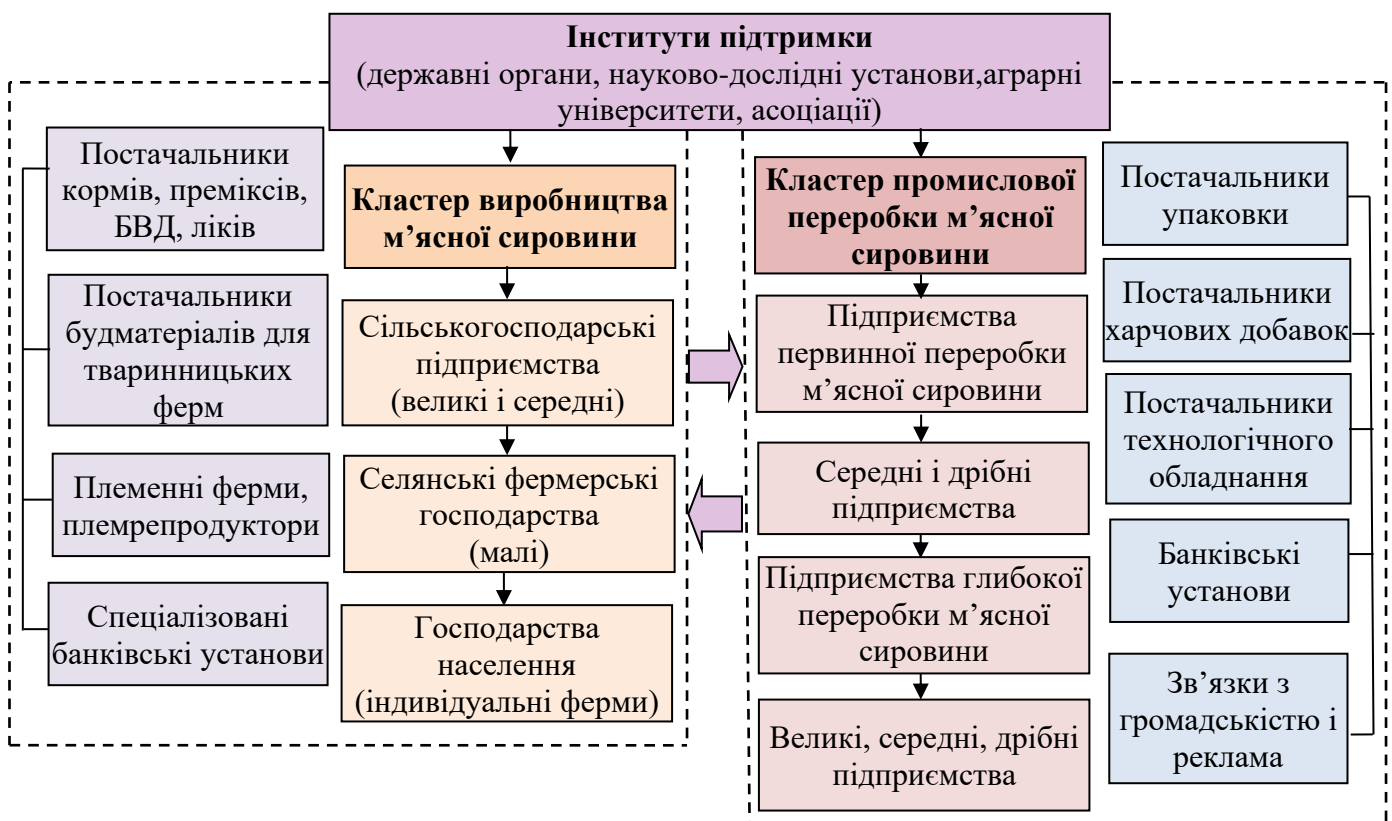 Інститути підтримки
(державні органи, науково-дослідні установи,аграрні
університети, асоціації)
Постачальники
кормів, преміксів,
БВД, ліків
Постачальники
будматеріалів для
тваринницьких
ферм
Племенні ферми,
племрепродуктори
Спеціалізовані
банківські установи
Кластер виробництва
м’ясної сировини
Сільськогосподарські
підприємства
(великі і середні)
Селянські фермерські
господарства
(малі)
Господарства
населення
(індивідуальні ферми)
Кластер промислової
переробки м’ясної
сировини
Підприємства
первинної переробки
м’ясної сировини
Середні і дрібні
підприємства
Підприємства глибокої
переробки м’ясної
сировини
Великі, середні, дрібні
підприємства
Постачальники
упаковки
Постачальники
харчових добавок
Постачальники
технологічного
обладнання
Банківські
установи
Зв’язки з
громадськістю і
реклама